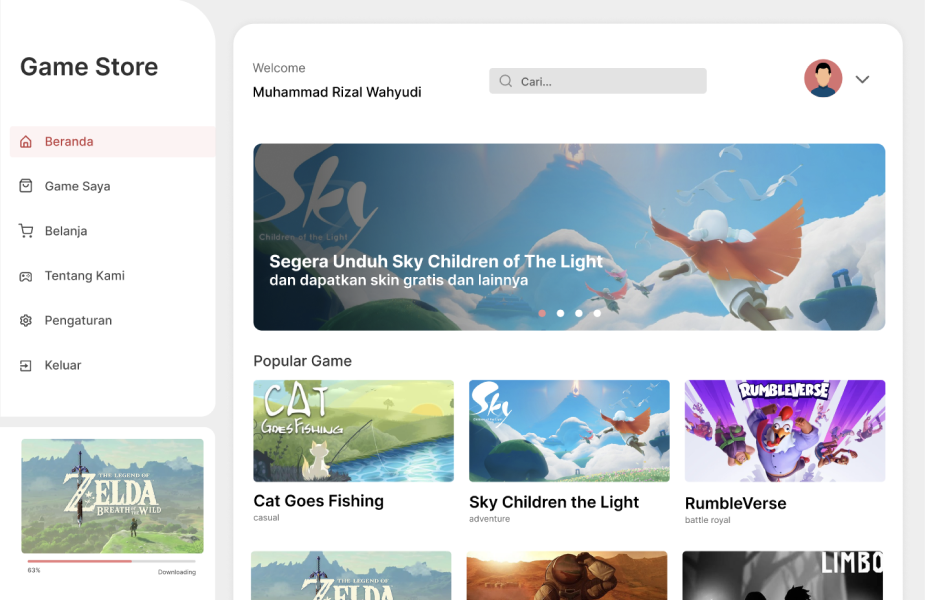 Game Store
Beranda
Game Saya
Belanja
Tentang Kami
Pengaturan
Keluar
THE LEGEND OF
ZELDA
BREATH OF THE WILD
63%
Downloading
Welcome
Muhammad Rizal Wahyudi
Cari...
Sky
Children of the Light
Segera Unduh Sky Children of The Light
dan dapatkan skin gratis dan lainnya
Popular Game
CAT
GOES FISHING
Cat Goes Fishing
casual
Sky
Sky Children the Light
adventure
RUMBLEVERSE
RumbleVerse
battle royal
THE LEGEND OF
ZELDA
LIMBO